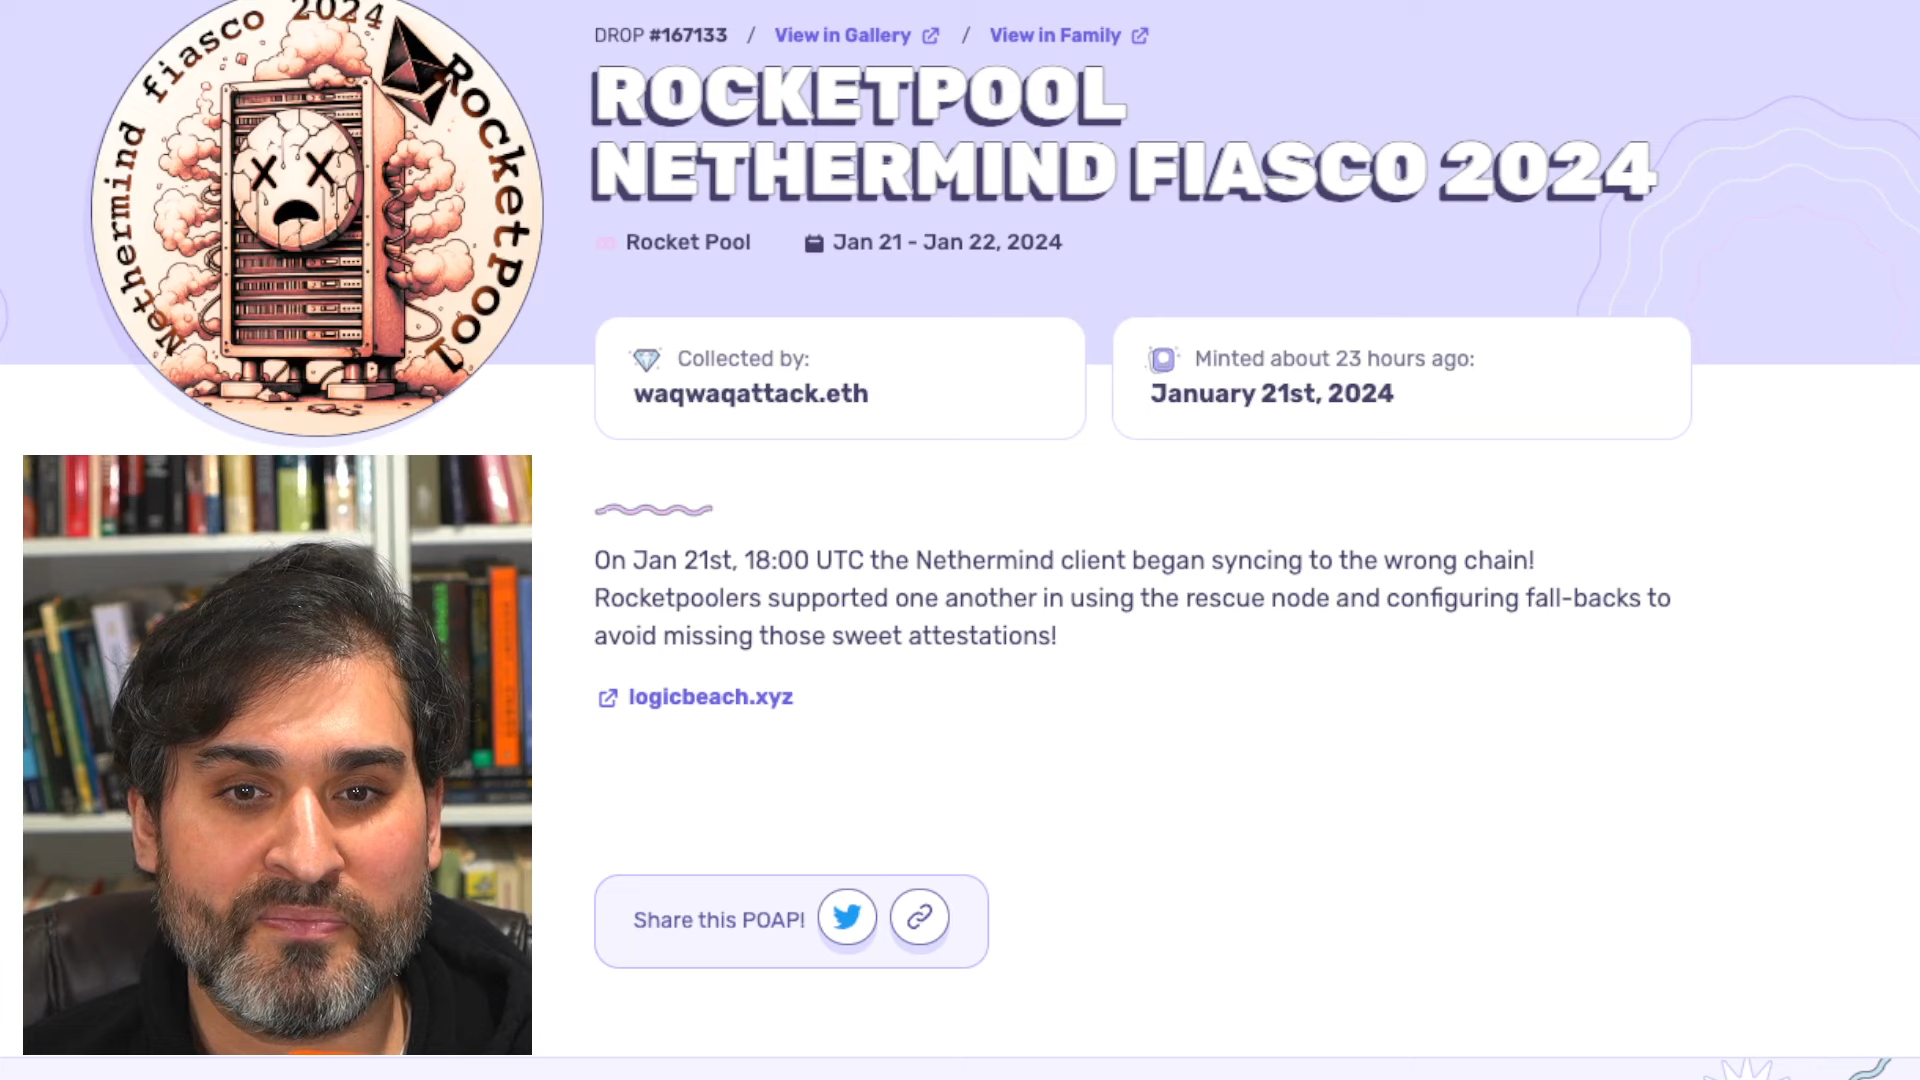 Nethermind fiasco 2024
RocketPool
DROP #167133 / View in Gallery / View in Family
ROCKETPOOL
NETHERMIND FIASCO 2024
Rocket Pool
Jan 21 - Jan 22, 2024
Collected by:
waqwaqattack.eth
Minted about 23 hours ago:
January 21st, 2024
On Jan 21st, 18:00 UTC the Nethermind client began syncing to the wrong chain!
Rocketpoolers supported one another in using the rescue node and configuring fall-backs to
avoid missing those sweet attestations!
logicbeach.xyz
Share this POAP!